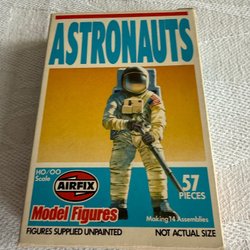 ASTRONAUTS
HO/OO
Scale
AIRFIX
57
PIECES
Model Figures
Making 14 Assemblies
FIGURES SUPPLIED UNPAINTED
NOT ACTUAL SIZE